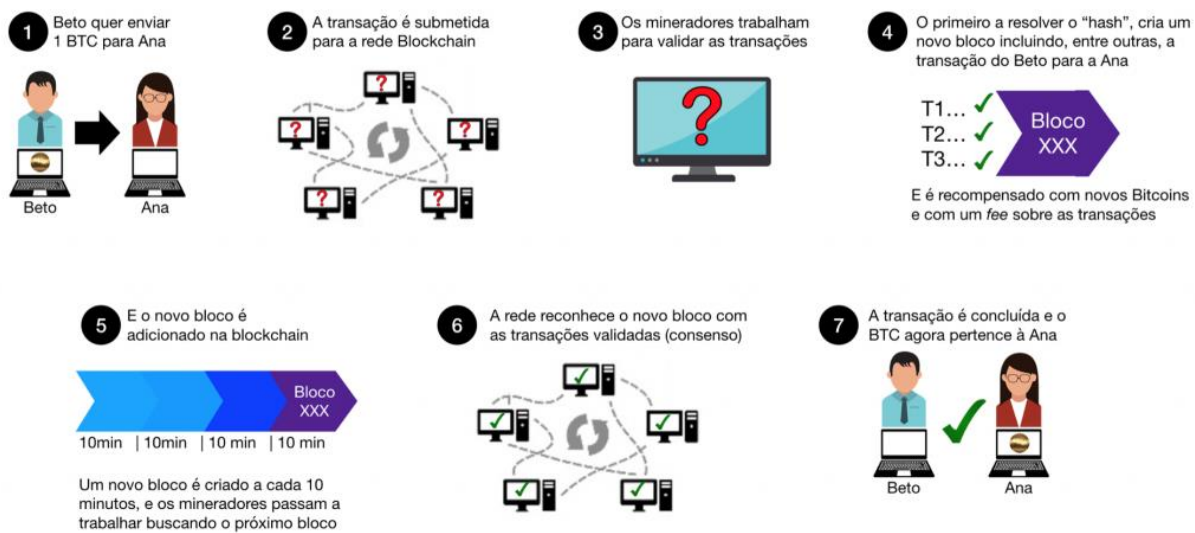 1
Beto quer enviar
1 BTC para Ana
Beto
Ana
2
A transação é submetida
para a rede Blockchain
?
?
?
?
?
3
Os mineradores trabalham
para validar as transações
?
4
O primeiro a resolver o “hash”, cria um
novo bloco incluindo, entre outras, a
transação do Beto para a Ana
T1...
T2...
T3...
Bloco
XXX
E é recompensado com novos Bitcoins
e com um fee sobre as transações
5
E o novo bloco é
adicionado na blockchain
Bloco
XXX
10min | 10min | 10 min | 10 min
Um novo bloco é criado a cada 10
minutos, e os mineradores passam a
trabalhar buscando o próximo bloco
6
A rede reconhece o novo bloco com
as transações validadas (consenso)
7
A transação é concluída e o
BTC agora pertence à Ana
Beto
Ana